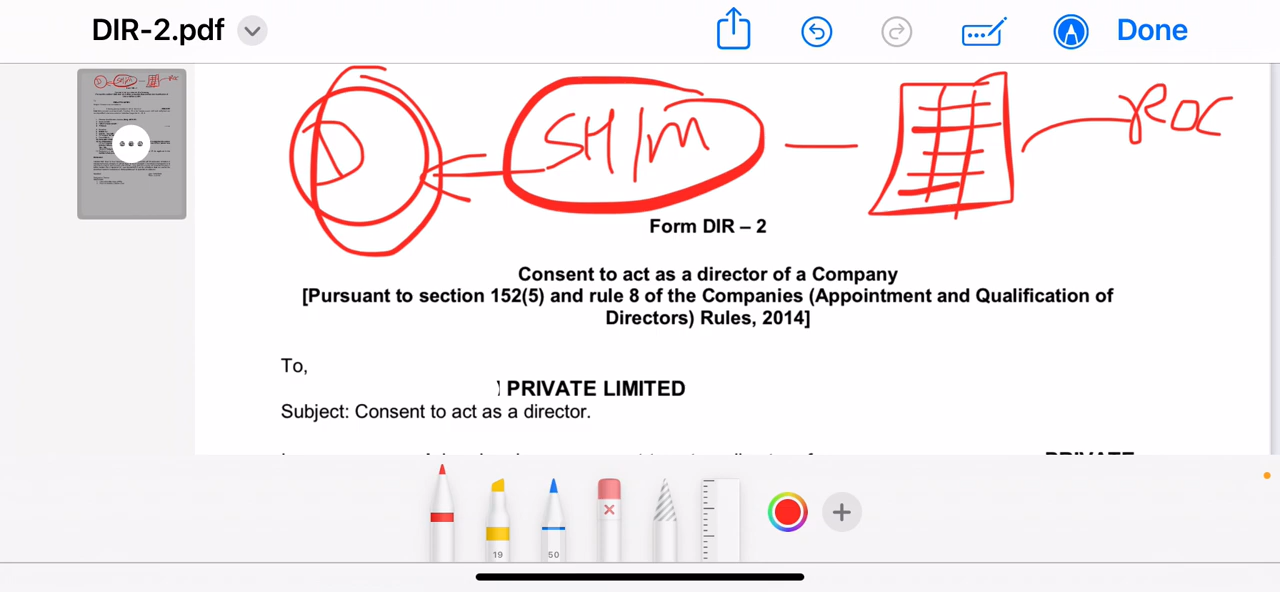 DIR-2.pdf
Done
D SH/m ROC
Form DIR – 2
Consent to act as a director of a Company
[Pursuant to section 152(5) and rule 8 of the Companies (Appointment and Qualification of
Directors) Rules, 2014]
To,
PRIVATE LIMITED
Subject: Consent to act as a director.
PRIVATE
19
50